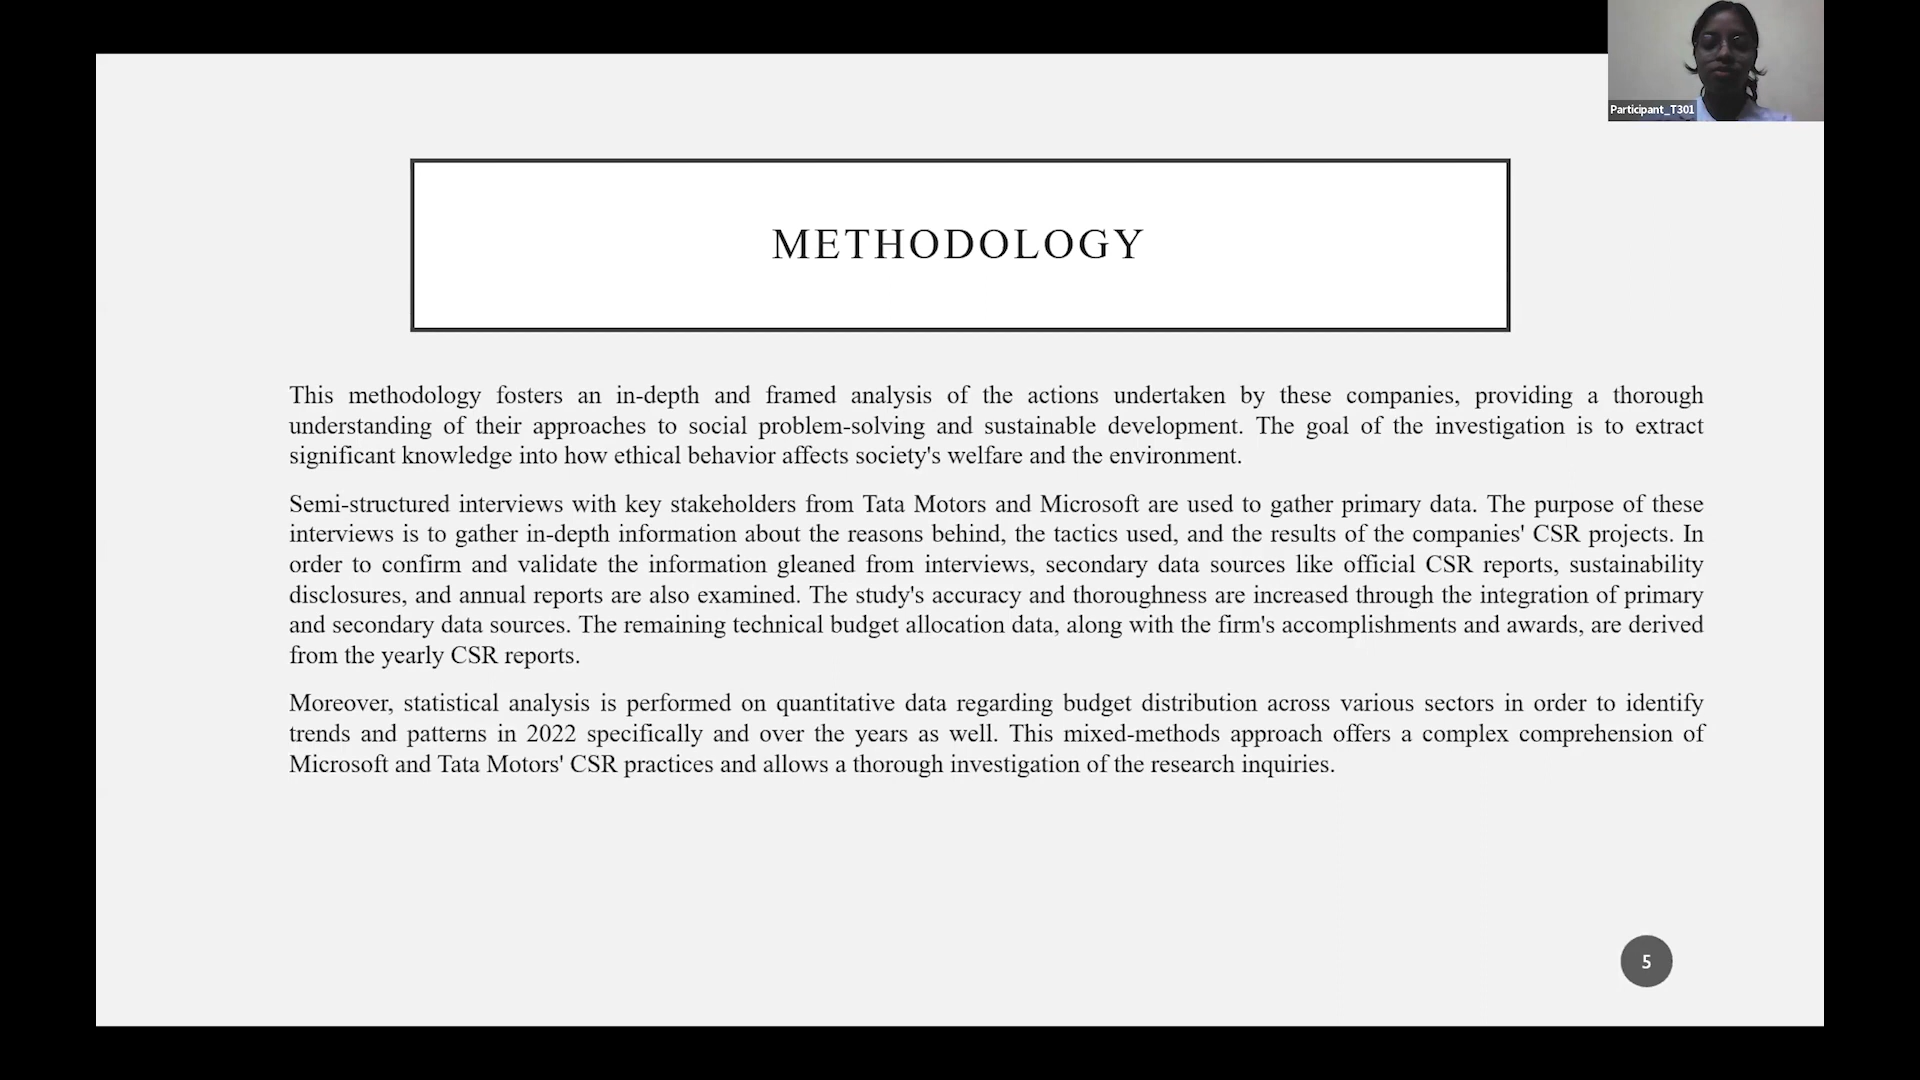 Participant_T301
METHODOLOGY
This methodology fosters an in-depth and framed analysis of the actions undertaken by these companies, providing a thorough
understanding of their approaches to social problem-solving and sustainable development. The goal of the investigation is to extract
significant knowledge into how ethical behavior affects society's welfare and the environment.
Semi-structured interviews with key stakeholders from Tata Motors and Microsoft are used to gather primary data. The purpose of these
interviews is to gather in-depth information about the reasons behind, the tactics used, and the results of the companies' CSR projects. In
order to confirm and validate the information gleaned from interviews, secondary data sources like official CSR reports, sustainability
disclosures, and annual reports are also examined. The study's accuracy and thoroughness are increased through the integration of primary
and secondary data sources. The remaining technical budget allocation data, along with the firm's accomplishments and awards, are derived
from the yearly CSR reports.
Moreover, statistical analysis is performed on quantitative data regarding budget distribution across various sectors in order to identify
trends and patterns in 2022 specifically and over the years as well. This mixed-methods approach offers a complex comprehension of
Microsoft and Tata Motors' CSR practices and allows a thorough investigation of the research inquiries.
5